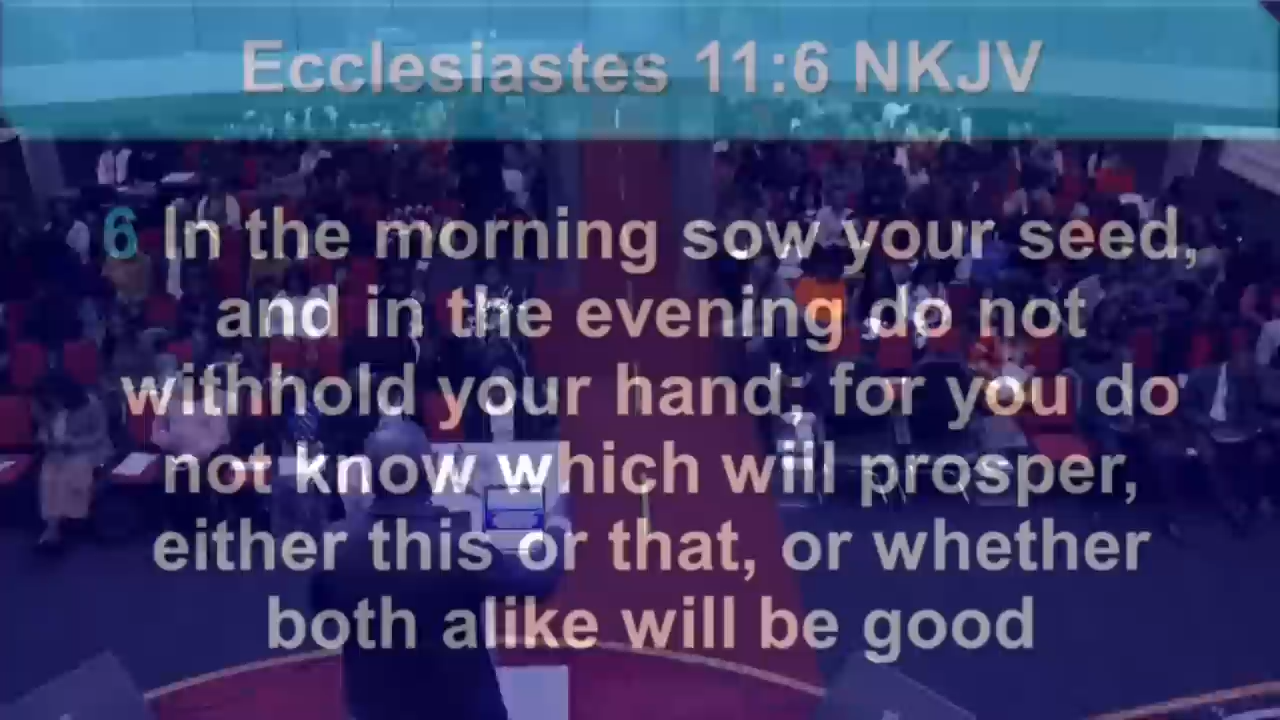 Ecclesiastes 11:6 NKJV
6 In the morning sow your seed,
and in the evening do not
withhold your hand; for you do
not know which will prosper,
either this or that, or whether
both alike will be good